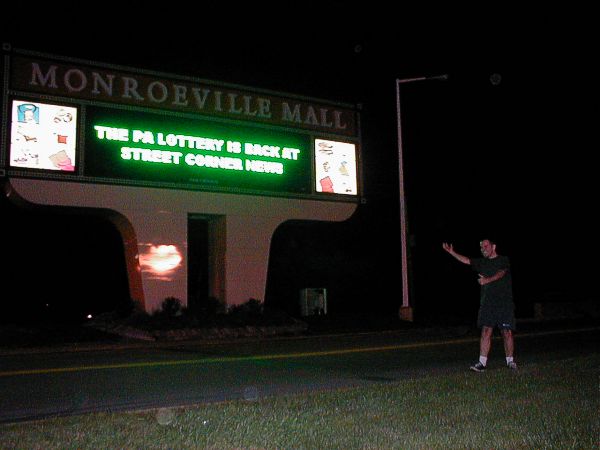 MONROEVILLE MALL
THE PA LOTTERY IS BACK AT
STREET CORNER NEWS